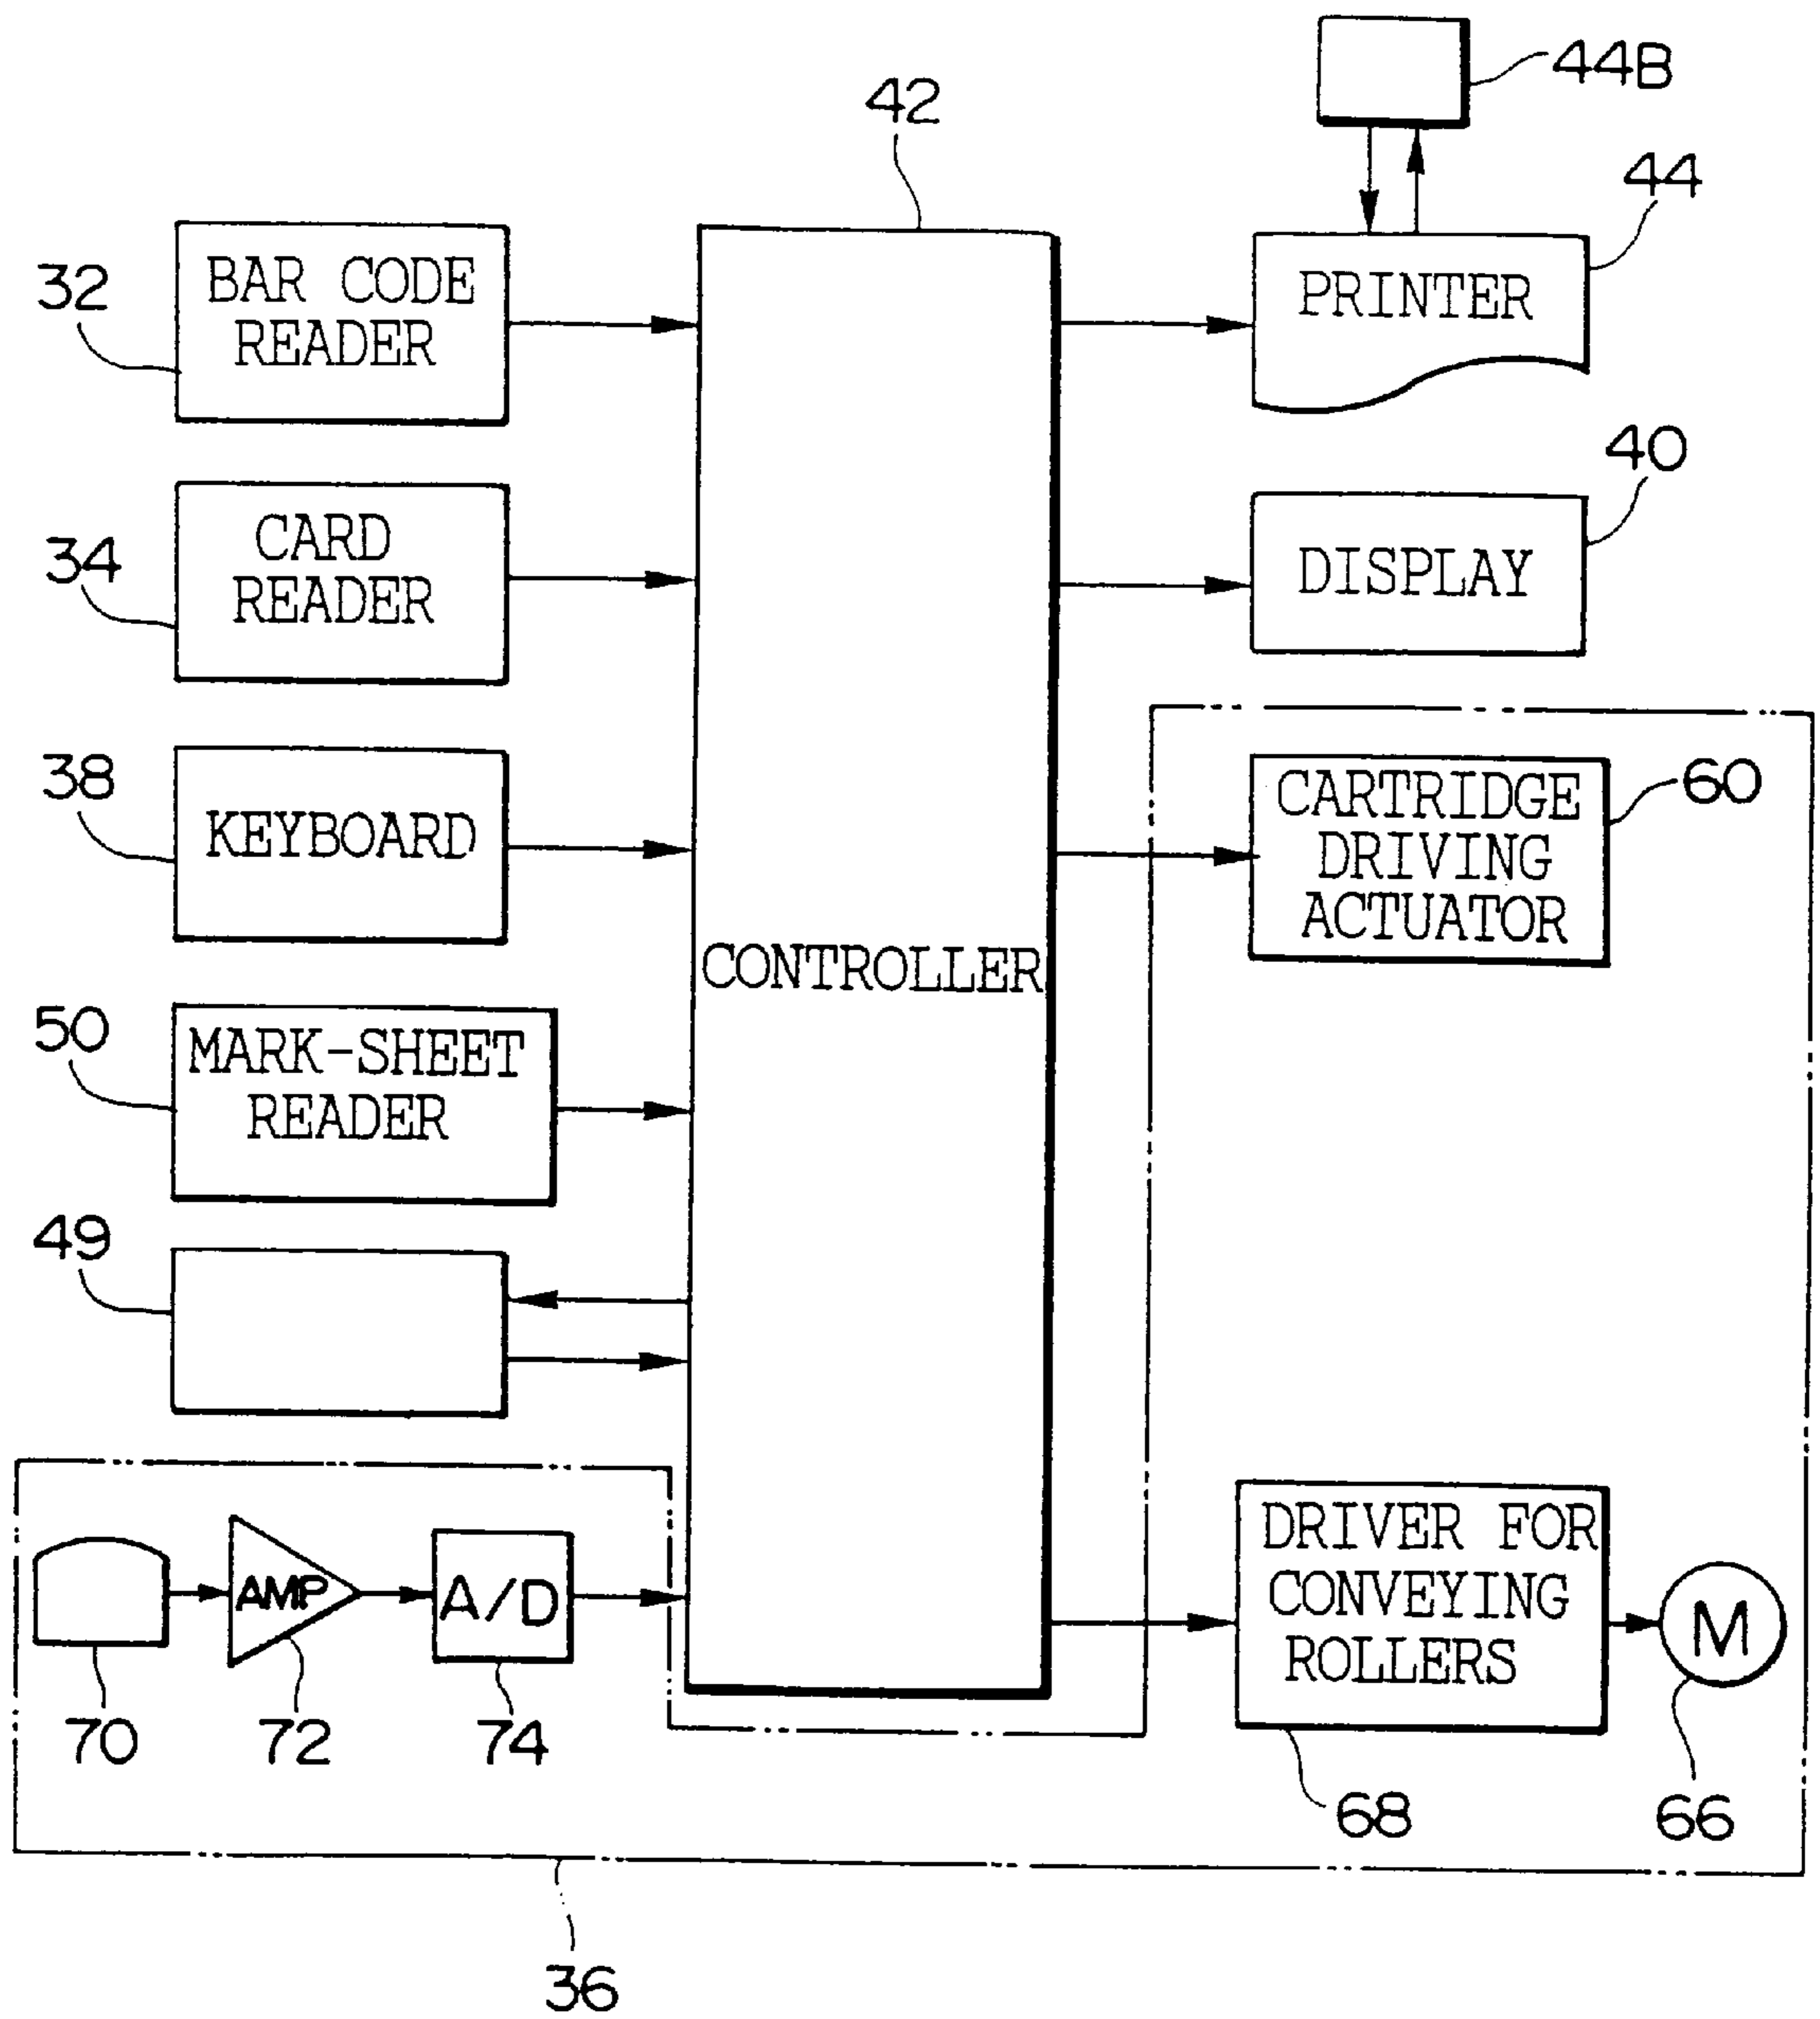 44B
42
44
BAR CODE
READER
32
PRINTER
40
CARD
READER
34
DISPLAY
38
KEYBOARD
CARTRIDGE
DRIVING
ACTUATOR
60
CONTROLLER
50
MARK-SHEET
READER
49
DRIVER FOR
CONVEYING
ROLLERS
AMP
A/D
M
70
72
74
68
66
36